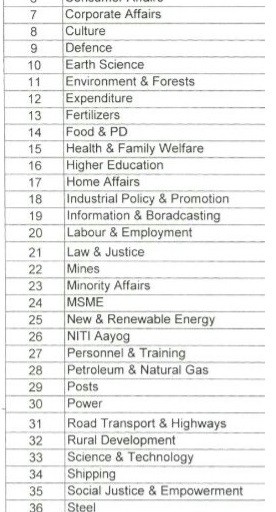 7 Corporate Affairs
8 Culture
9 Defence
10 Earth Science
11 Environment & Forests
12 Expenditure
13 Fertilizers
14 Food & PD
15 Health & Family Welfare
16 Higher Education
17 Home Affairs
18 Industrial Policy & Promotion
19 Information & Boradcasting
20 Labour & Employment
21 Law & Justice
22 Mines
23 Minority Affairs
24 MSME
25 New & Renewable Energy
26 NITI Aayog
27 Personnel & Training
28 Petroleum & Natural Gas
29 Posts
30 Power
31 Road Transport & Highways
32 Rural Development
33 Science & Technology
34 Shipping
35 Social Justice & Empowerment
36 Steel